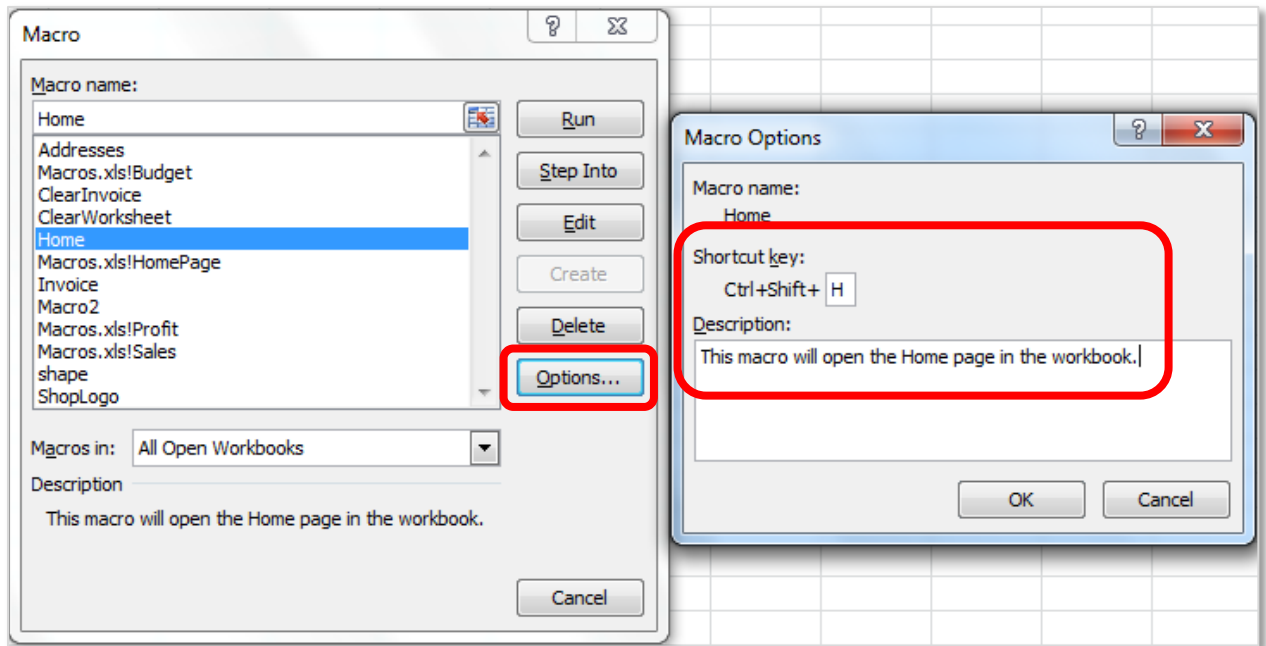 Macro
Macro name:
Home
Run
Addresses
Macros.xls!Budget
ClearInvoice
ClearWorksheet
Home
Macros.xls!HomePage
Invoice
Macro2
Macros.xls!Profit
Macros.xls!Sales
shape
ShopLogo
Step Into
Edit
Create
Delete
Options...
Macros in: All Open Workbooks
Description
This macro will open the Home page in the workbook.
Cancel
Macro Options
Macro name:
Home
Shortcut key:
Ctrl+Shift+ H
Description:
This macro will open the Home page in the workbook.
OK Cancel